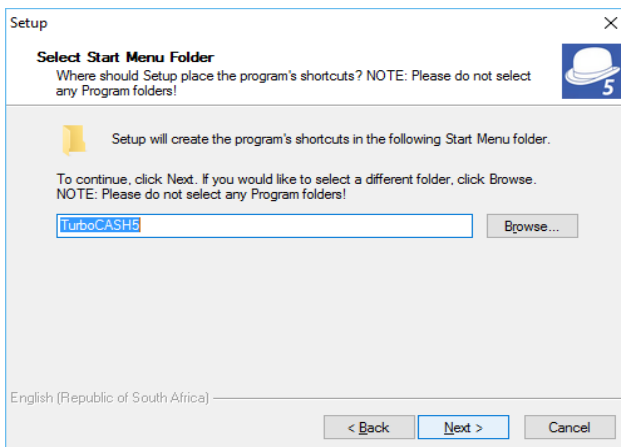 Setup
Select Start Menu Folder
Where should Setup place the program's shortcuts? NOTE: Please do not select
any Program folders!
5
Setup will create the program's shortcuts in the following Start Menu folder.
To continue, click Next. If you would like to select a different folder, click Browse.
NOTE: Please do not select any Program folders!
TurboCASH5
Browse...
English (Republic of South Africa)
< Back
Next >
Cancel